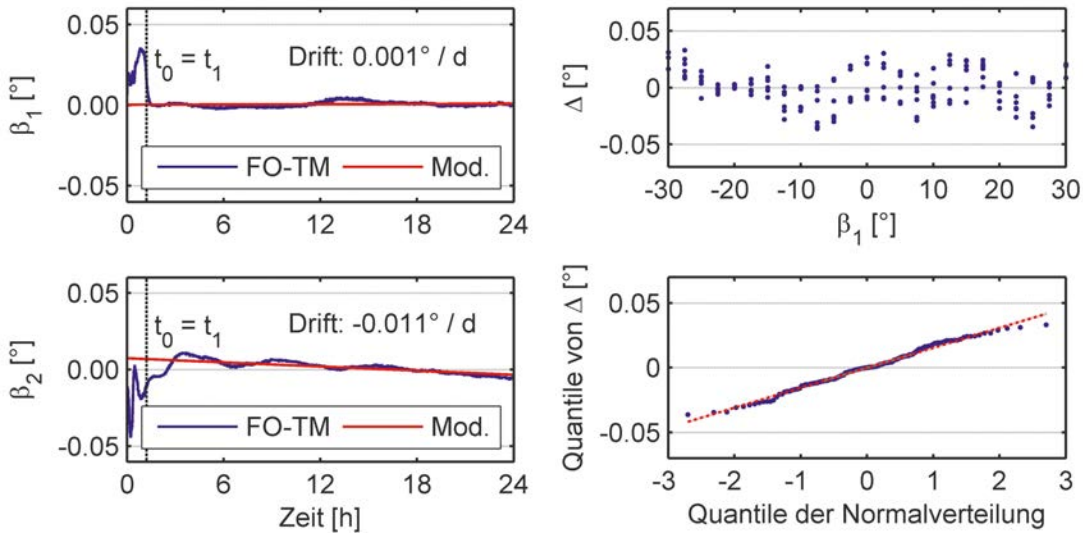 0.05
0.00
-0.05
β1 [°]
t0 = t1
Drift: 0.001° / d
FO-TM
Mod.
0
6
12
18
24
0.05
0
-0.05
Δ [°]
-30
-20
-10
0
10
20
30
β1 [°]
0.05
0.00
-0.05
β2 [°]
t0 = t1
Drift: -0.011° / d
FO-TM
Mod.
0
6
12
18
24
Zeit [h]
0.05
0
-0.05
Quantile von Δ [°]
-3
-2
-1
0
1
2
3
Quantile der Normalverteilung